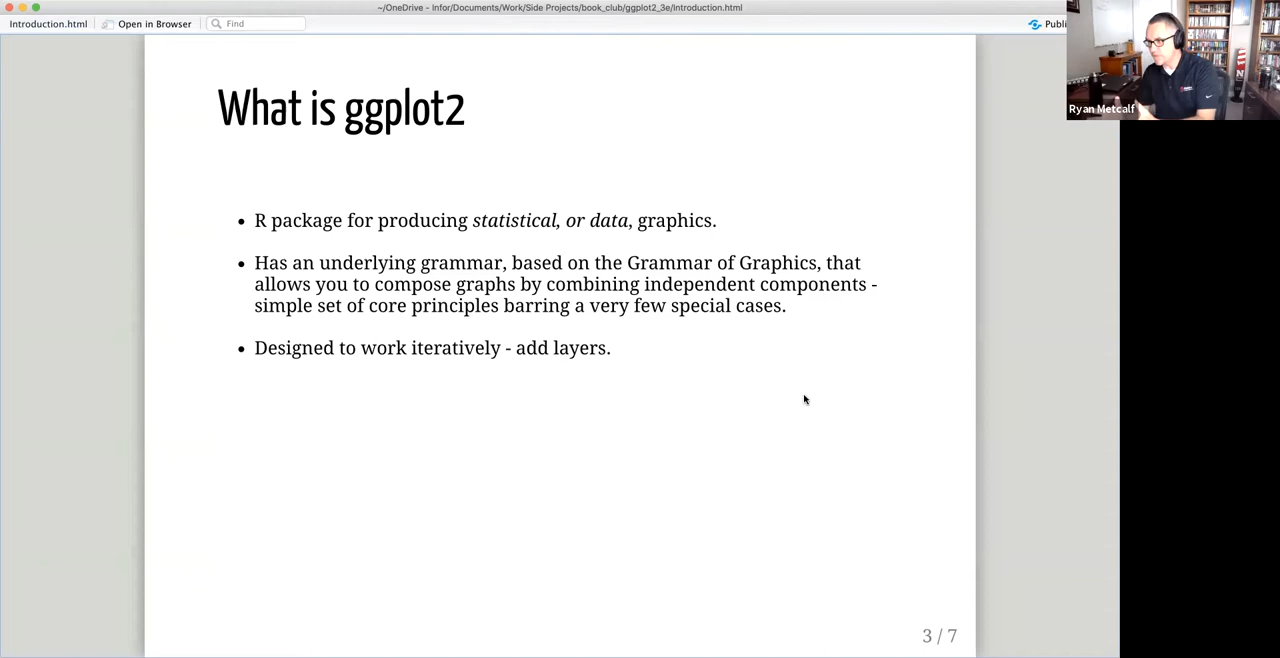 ~/OneDrive - Infor/Documents/Work/Side Projects/book_club/ggplot2_3e/Introduction.html
Introduction.html
Open in Browser
Find
Publi
Ryan Metcalf
What is ggplot2
• R package for producing statistical, or data, graphics.
• Has an underlying grammar, based on the Grammar of Graphics, that
allows you to compose graphs by combining independent components -
simple set of core principles barring a very few special cases.
• Designed to work iteratively - add layers.
3 / 7